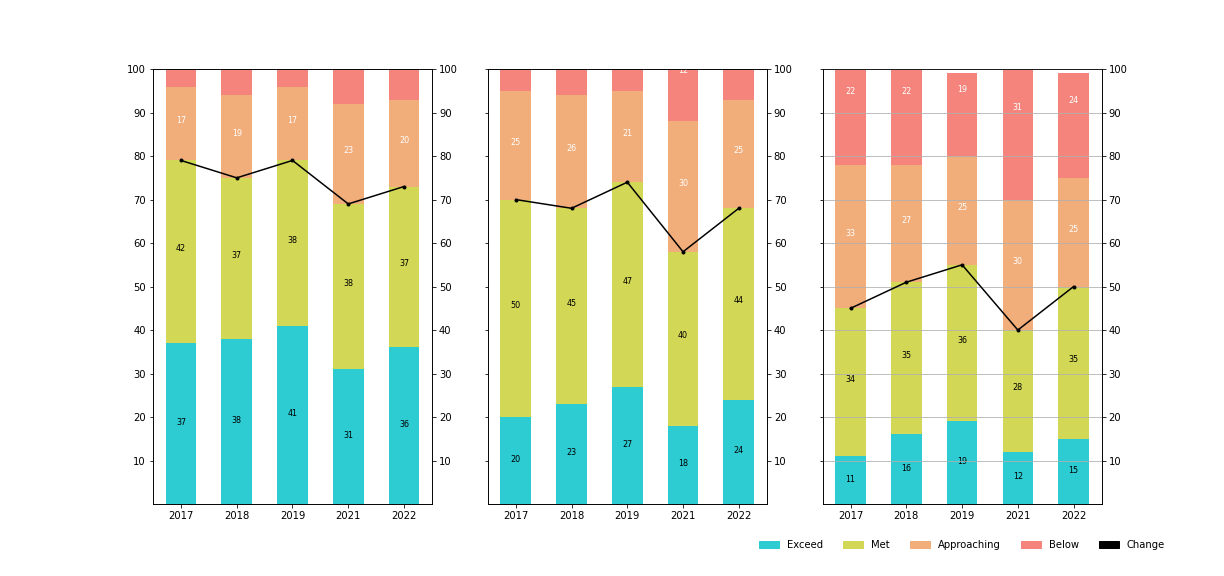 100 100 100 100
12
22 22 19 31 24
90 90 90 90
17 19 17 23 20
25 26 21 30 25
80 80 80 80
33 27 25 30 25
70 70 70 70
60 60 60 60
42 37 38 38 37
50 45 47 40 44
50 50 50 50
40 40 40 40
34 35 36 28 35
30 30 30 30
37 38 41 31 36
20 20 20 20
20 23 27 18 24
11 16 19 12 15
10 10 10 10
2017 2018 2019 2021 2022 2017 2018 2019 2021 2022 2017 2018 2019 2021 2022
Exceed Met Approaching Below Change